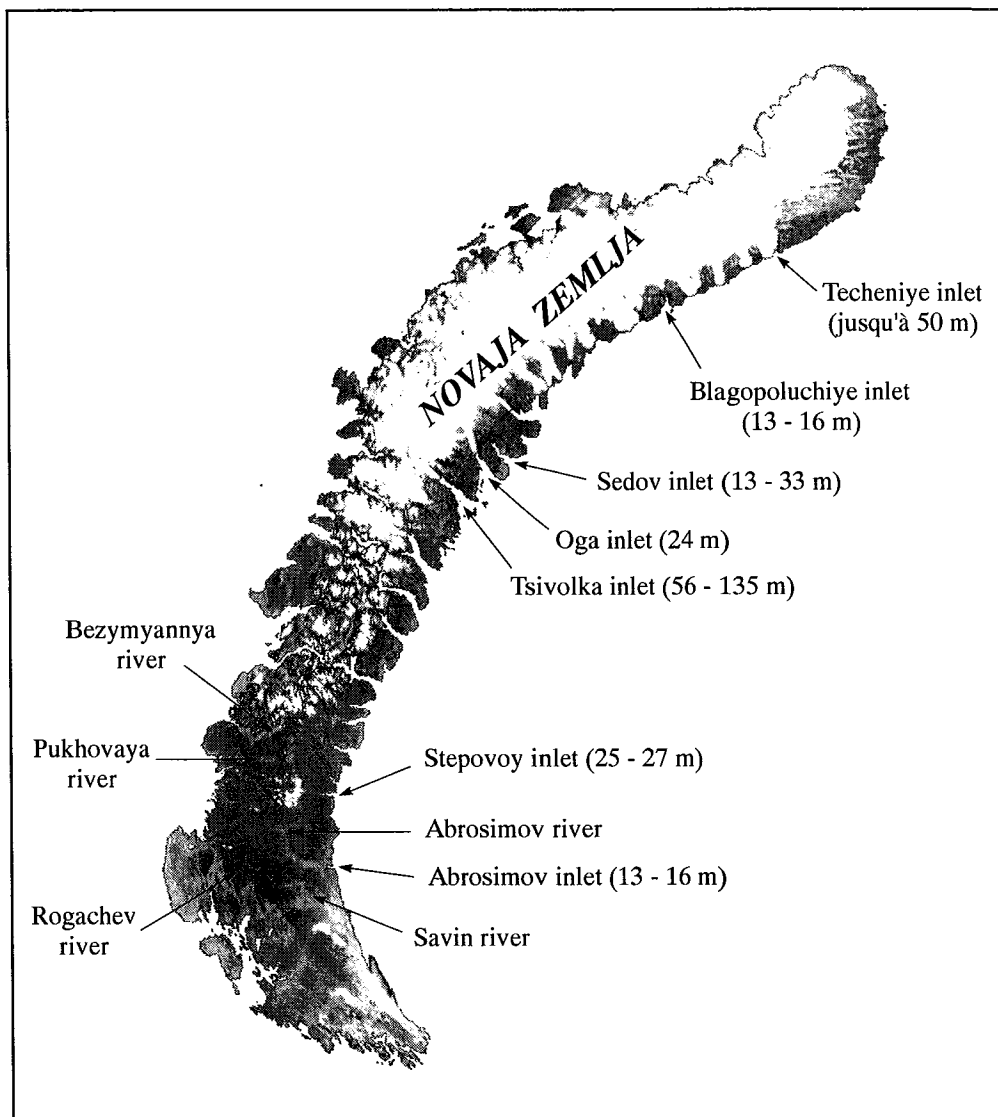 NOVAJA ZEMLJA
Techeniye inlet
(jusqu'à 50 m)
Blagopoluchiye inlet
(13 - 16 m)
Sedov inlet (13 - 33 m)
Oga inlet (24 m)
Tsivolka inlet (56 - 135 m)
Bezymyannya
river
Pukhovaya
river
Stepovoy inlet (25 - 27 m)
Abrosimov river
Abrosimov inlet (13 - 16 m)
Rogachev
river
Savin river